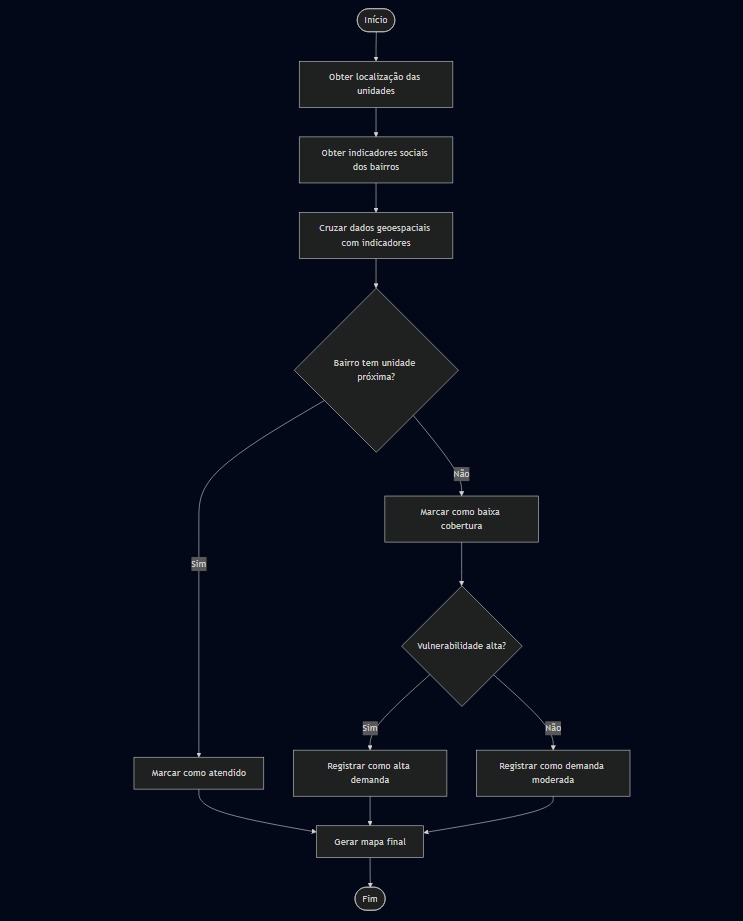 Início
Obter localização das
unidades
Obter indicadores sociais
dos bairros
Cruzar dados geoespaciais
com indicadores
Bairro tem unidade
próxima?
Não
Marcar como baixa
cobertura
Sim
Vulnerabilidade alta?
Sim
Não
Marcar como atendido
Registrar como alta
demanda
Registrar como demanda
moderada
Gerar mapa final
Fim